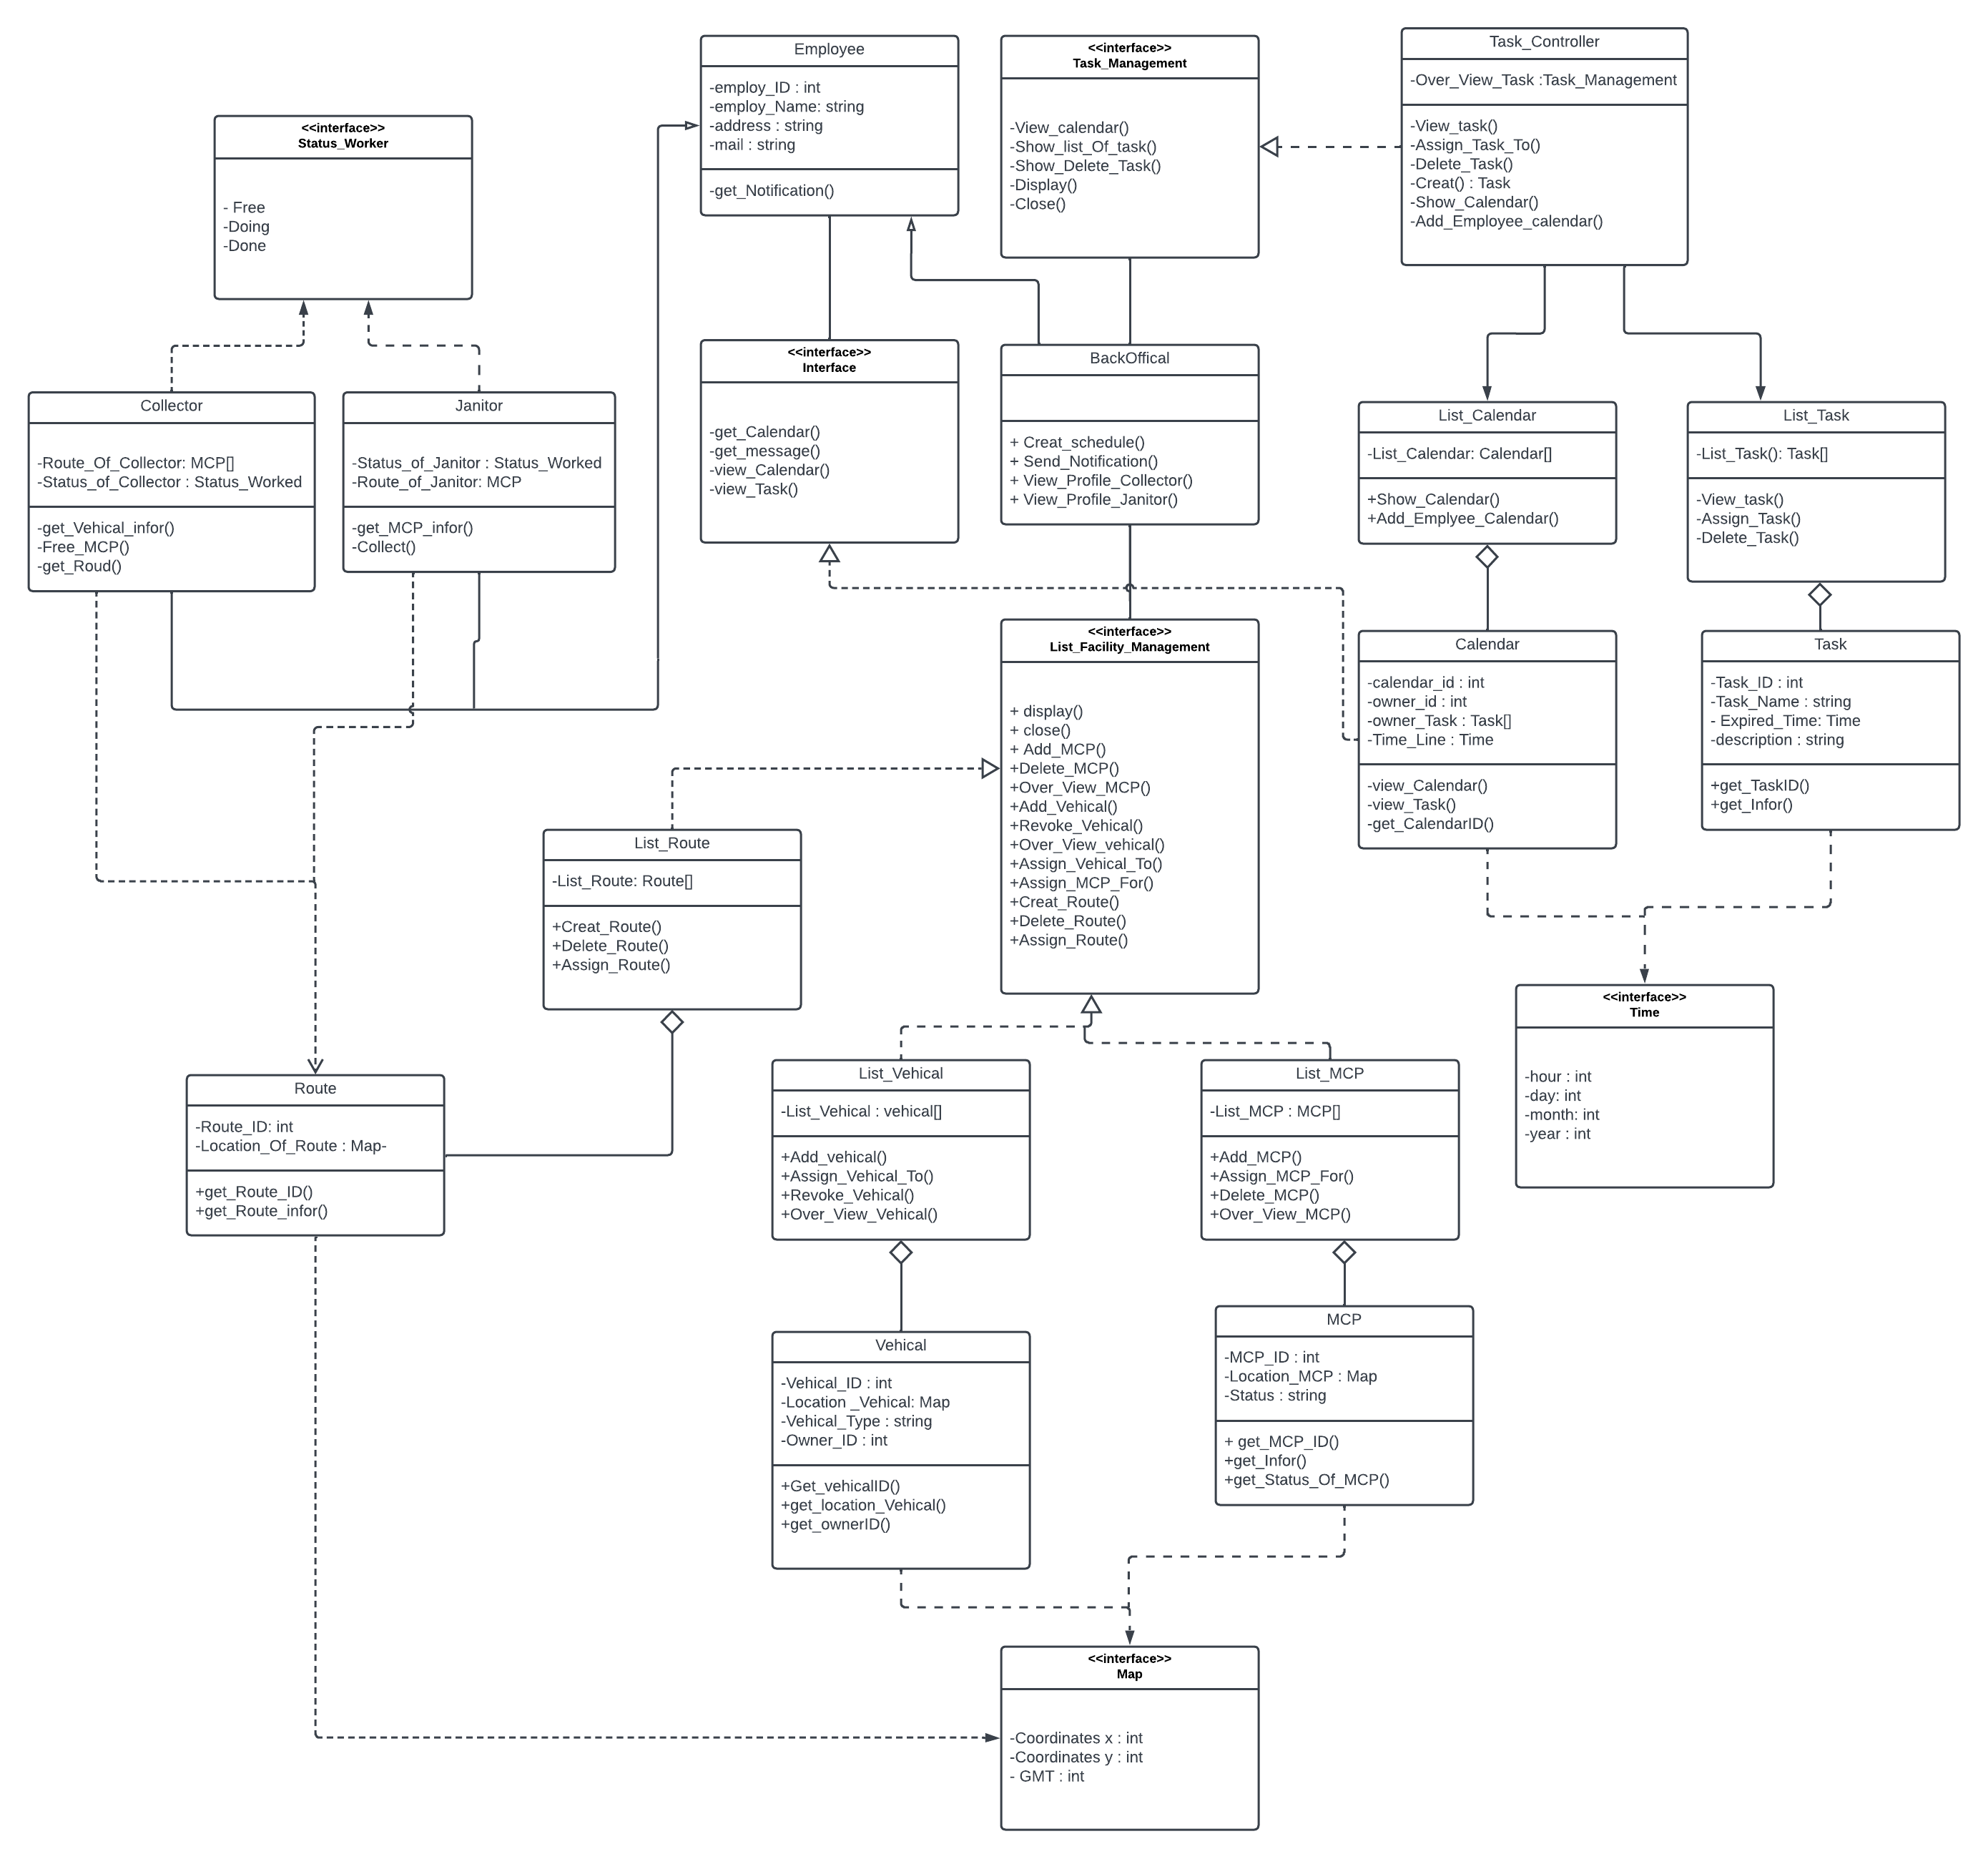 Employee
-employ_ID : int
-employ_Name: string
-address : string
-mail : string
-get_Notification()
<<interface>>
Task_Management
-View_calendar()
-Show_list_Of_task()
-Show_Delete_Task()
-Display()
-Close()
Task_Controller
-Over_View_Task :Task_Management
-View_task()
-Assign_Task_To()
-Delete_Task()
-Creat() : Task
-Show_Calendar()
-Add_Employee_calendar()
<<interface>>
Status_Worker
- Free
-Doing
-Done
Collector
-Route_Of_Collector: MCP[]
-Status_of_Collector : Status_Worked
-get_Vehical_infor()
-Free_MCP()
-get_Roud()
Janitor
-Status_of_Janitor : Status_Worked
-Route_of_Janitor: MCP
-get_MCP_infor()
-Collect()
<<interface>>
Interface
-get_Calendar()
-get_message()
-view_Calendar()
-view_Task()
BackOffical
+ Creat_schedule()
+ Send_Notification()
+ View_Profile_Collector()
+ View_Profile_Janitor()
List_Calendar
-List_Calendar: Calendar[]
+Show_Calendar()
+Add_Emplyee_Calendar()
List_Task
-List_Task(): Task[]
-View_task()
-Assign_Task()
-Delete_Task()
<<interface>>
List_Facility_Management
+ display()
+ close()
+ Add_MCP()
+Delete_MCP()
+Over_View_MCP()
+Add_Vehical()
+Revoke_Vehical()
+Over_View_vehical()
+Assign_Vehical_To()
+Assign_MCP_For()
+Creat_Route()
+Delete_Route()
+Assign_Route()
Calendar
-calendar_id : int
-owner_id : int
-owner_Task : Task[]
-Time_Line : Time
-view_Calendar()
-view_Task()
-get_CalendarID()
Task
-Task_ID : int
-Task_Name : string
- Expired_Time: Time
-description : string
+get_TaskID()
+get_Infor()
List_Route
-List_Route: Route[]
+Creat_Route()
+Delete_Route()
+Assign_Route()
<<interface>>
Time
-hour : int
-day: int
-month: int
-year : int
Route
-Route_ID: int
-Location_Of_Route : Map-
+get_Route_ID()
+get_Route_infor()
List_Vehical
-List_Vehical : vehical[]
+Add_vehical()
+Assign_Vehical_To()
+Revoke_Vehical()
+Over_View_Vehical()
List_MCP
-List_MCP : MCP[]
+Add_MCP()
+Assign_MCP_For()
+Delete_MCP()
+Over_View_MCP()
Vehical
-Vehical_ID : int
-Location _Vehical: Map
-Vehical_Type : string
-Owner_ID : int
+Get_vehicalID()
+get_location_Vehical()
+get_ownerID()
MCP
-MCP_ID : int
-Location_MCP : Map
-Status : string
+ get_MCP_ID()
+get_Infor()
+get_Status_Of_MCP()
<<interface>>
Map
-Coordinates x : int
-Coordinates y : int
- GMT : int